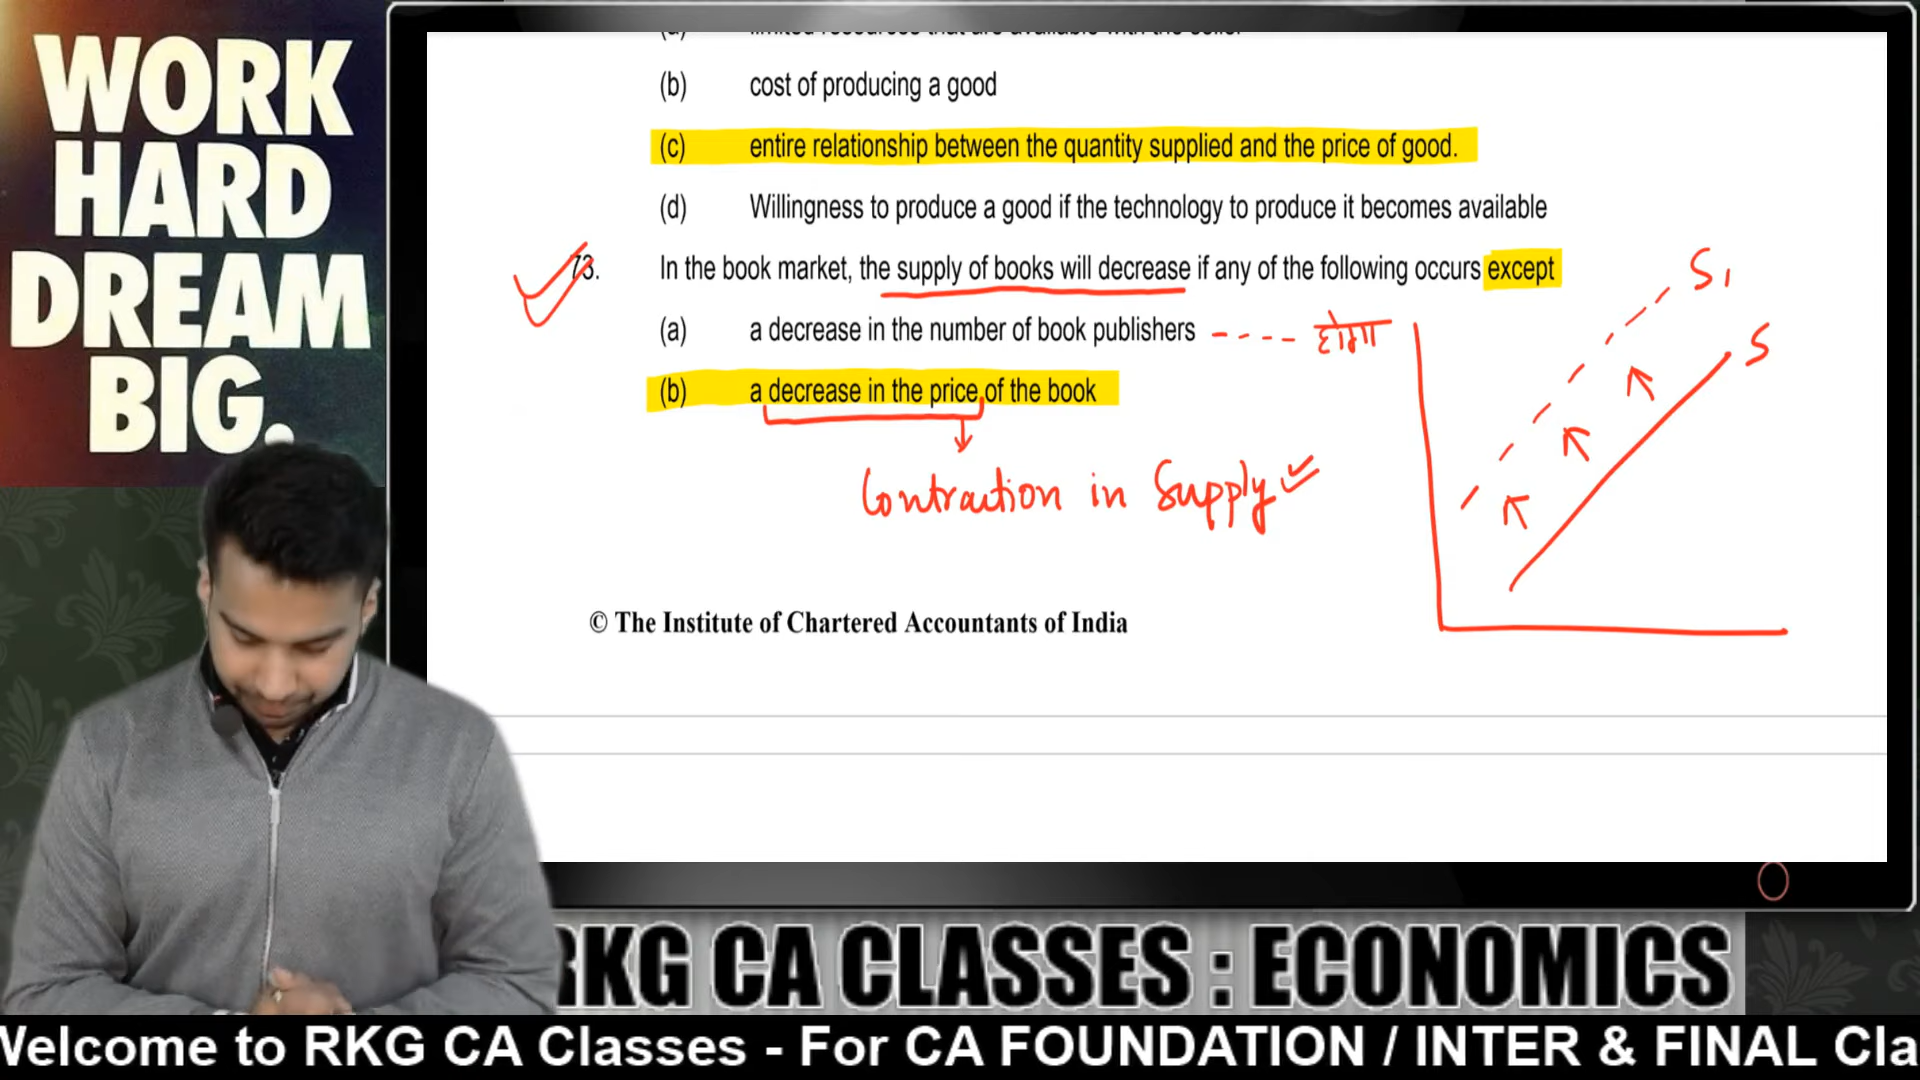 WORK
HARD
DREAM
BIG.
(b) cost of producing a good
(c) entire relationship between the quantity supplied and the price of good.
(d) Willingness to produce a good if the technology to produce it becomes available
73. In the book market, the supply of books will decrease if any of the following occurs except
(a) a decrease in the number of book publishers ---- होगा
(b) a decrease in the price of the book
Contraction in Supply
S1
S
© The Institute of Chartered Accountants of India
RKG CA CLASSES : ECONOMICS
Welcome to RKG CA Classes - For CA FOUNDATION / INTER & FINAL Cla